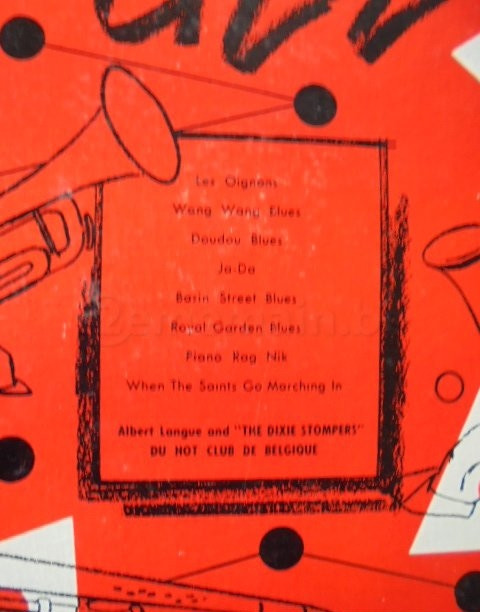 Jazz
Les Oignons
Wang Wang Blues
Doudou Blues
Ja-Da
Basin Street Blues
Royal Garden Blues
Piano Rag Nik
When The Saints Go Marching In
Albert Langue and "THE DIXIE STOMPERS"
DU HOT CLUB DE BELGIQUE